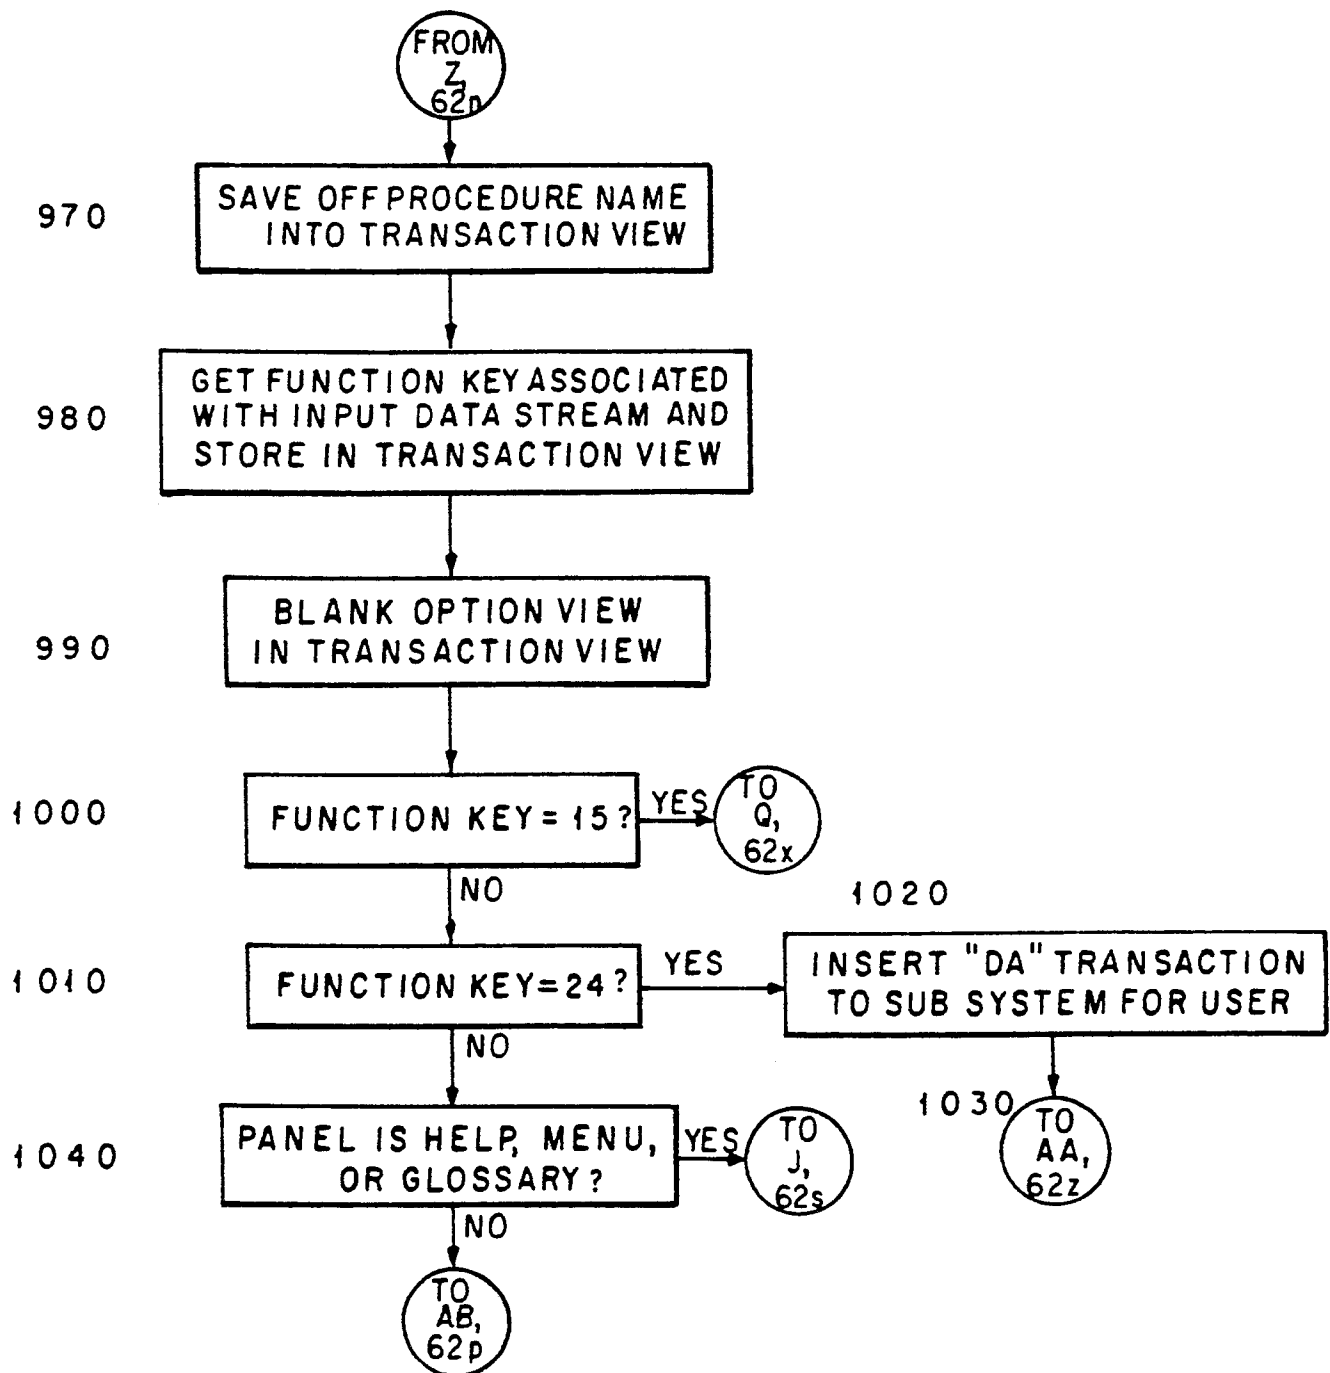 FROM
Z,
62n
970
SAVE OFF PROCEDURE NAME
INTO TRANSACTION VIEW
980
GET FUNCTION KEY ASSOCIATED
WITH INPUT DATA STREAM AND
STORE IN TRANSACTION VIEW
990
BLANK OPTION VIEW
IN TRANSACTION VIEW
1000
FUNCTION KEY = 15 ?
YES
TO
Q,
62x
NO
1010
FUNCTION KEY = 24 ?
YES
1020
INSERT "DA" TRANSACTION
TO SUB SYSTEM FOR USER
NO
1030
TO
AA,
62z
1040
PANEL IS HELP, MENU,
OR GLOSSARY ?
YES
TO
J,
62s
NO
TO
AB,
62p